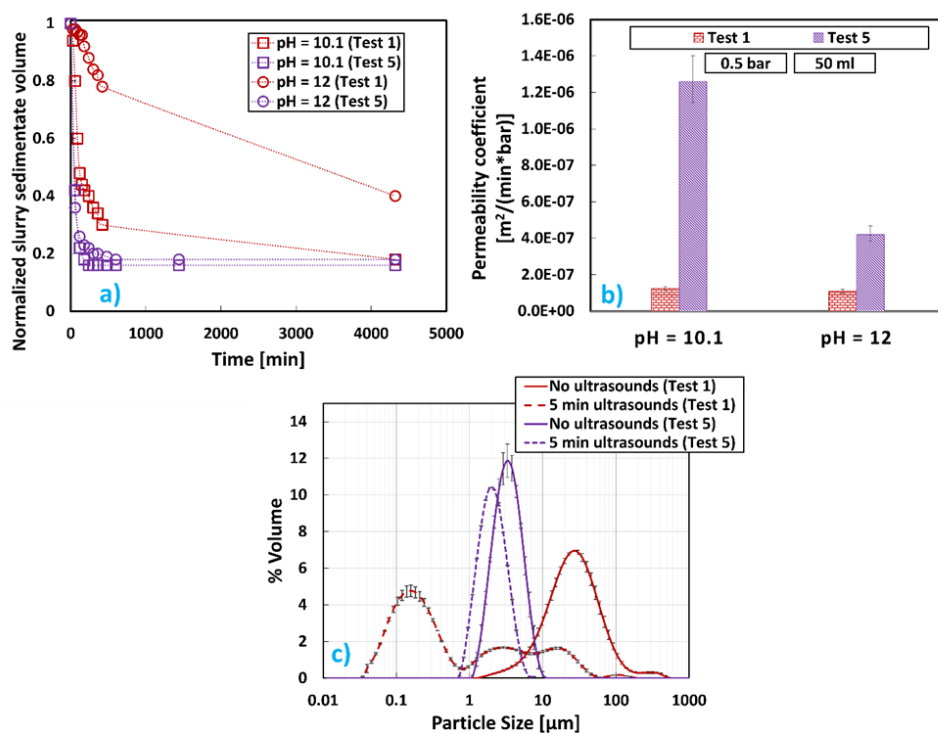 Normalized slurry sedimentate volume
1
0.8
0.6
0.4
0.2
0
0 1000 2000 3000 4000 5000
Time [min]
pH = 10.1 (Test 1)
pH = 10.1 (Test 5)
pH = 12 (Test 1)
pH = 12 (Test 5)
a)
Permeability coefficient
[m²/(min*bar)]
1.6E-06
1.4E-06
1.2E-06
1.0E-06
8.0E-07
6.0E-07
4.0E-07
2.0E-07
0.0E+00
Test 1 Test 5
0.5 bar 50 ml
b)
pH = 10.1 pH = 12
No ultrasounds (Test 1)
5 min ultrasounds (Test 1)
No ultrasounds (Test 5)
5 min ultrasounds (Test 5)
% Volume
14
12
10
8
6
4
2
0
c)
0.01 0.1 1 10 100 1000
Particle Size [µm]